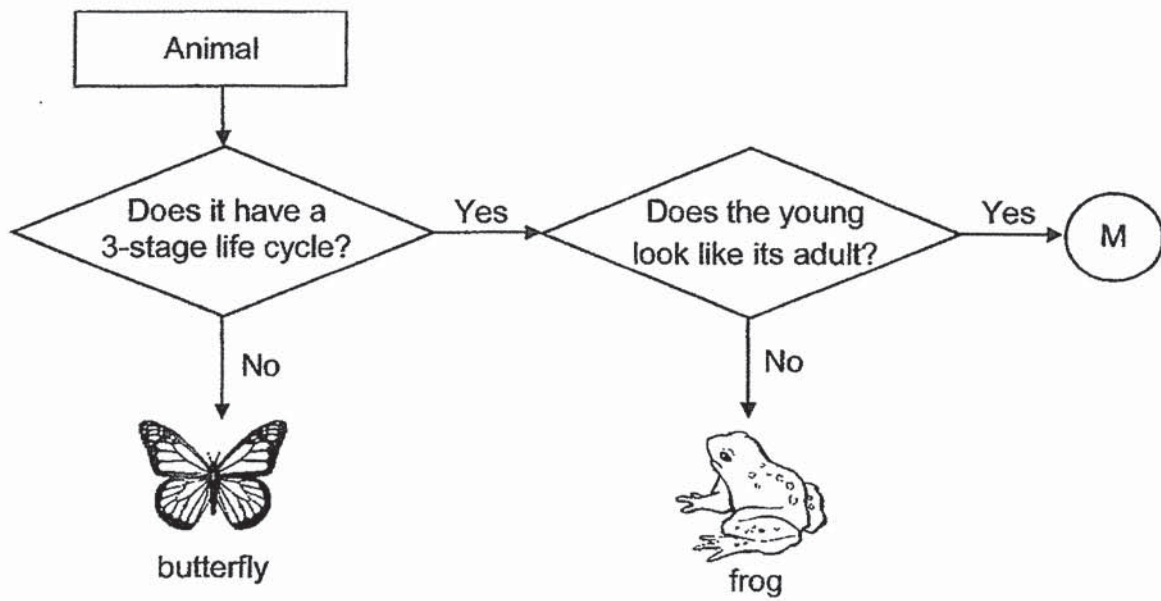 Animal
Does it have a
3-stage life cycle?
Yes
Does the young
look like its adult?
Yes
M
No
No
butterfly
frog